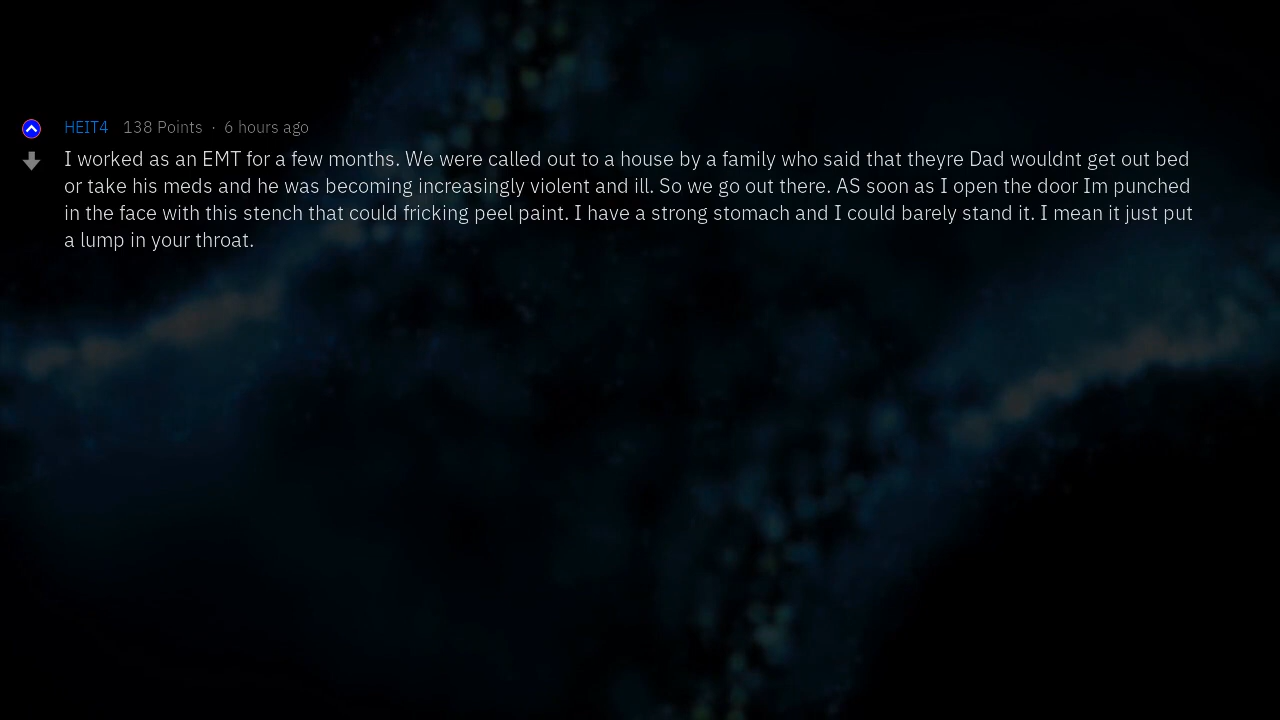 HEIT4 138 Points · 6 hours ago
I worked as an EMT for a few months. We were called out to a house by a family who said that theyre Dad wouldnt get out bed
or take his meds and he was becoming increasingly violent and ill. So we go out there. AS soon as I open the door Im punched
in the face with this stench that could fricking peel paint. I have a strong stomach and I could barely stand it. I mean it just put
a lump in your throat.